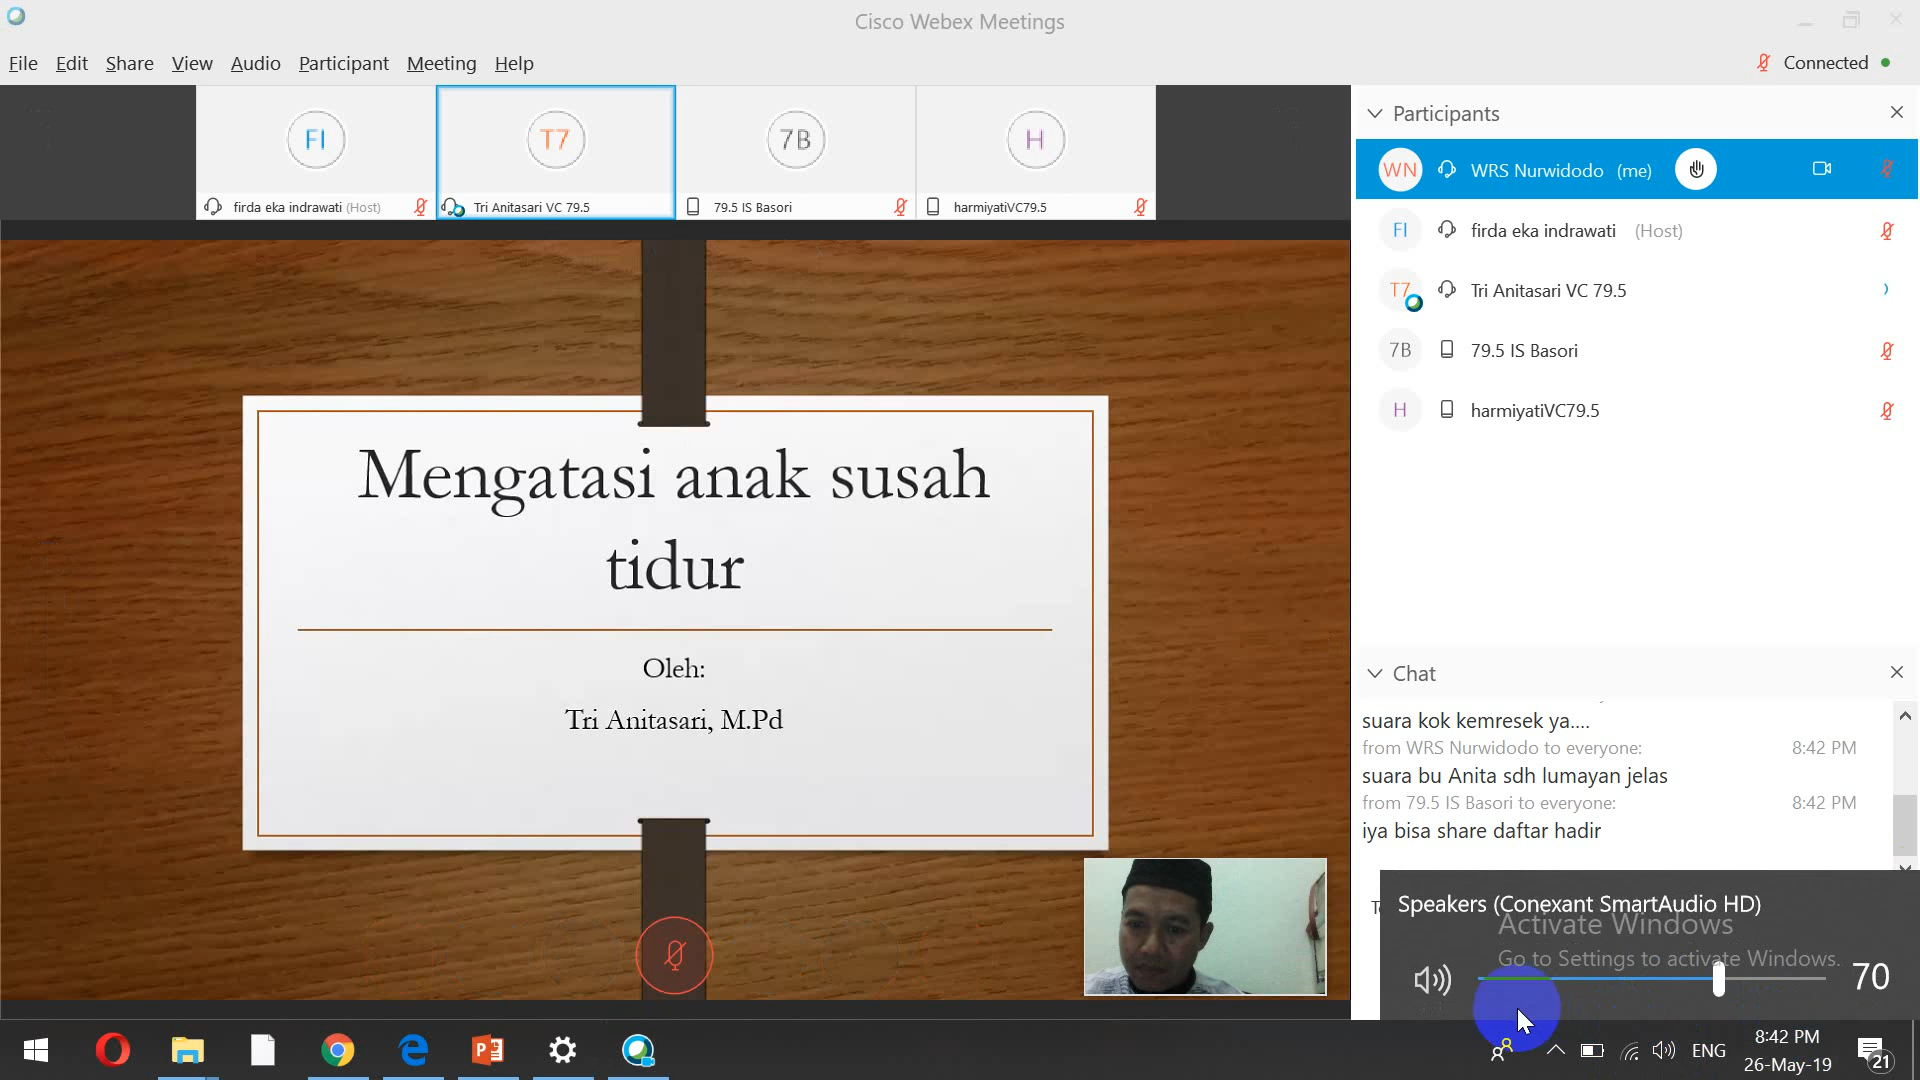 Cisco Webex Meetings
File Edit Share View Audio Participant Meeting Help
Connected
FI
firda eka indrawati (Host)
T7
Tri Anitasari VC 79.5
7B
79.5 IS Basori
H
harmiyatiVC79.5
Mengatasi anak susah
tidur
Oleh:
Tri Anitasari, M.Pd
Participants
WN WRS Nurwidodo (me)
FI firda eka indrawati (Host)
T7 Tri Anitasari VC 79.5
7B 79.5 IS Basori
H harmiyatiVC79.5
Chat
suara kok kemresek ya....
from WRS Nurwidodo to everyone: 8:42 PM
suara bu Anita sdh lumayan jelas
from 79.5 IS Basori to everyone: 8:42 PM
iya bisa share daftar hadir
Speakers (Conexant SmartAudio HD)
Activate Windows
Go to Settings to activate Windows.
70
ENG
8:42 PM
26-May-19
21